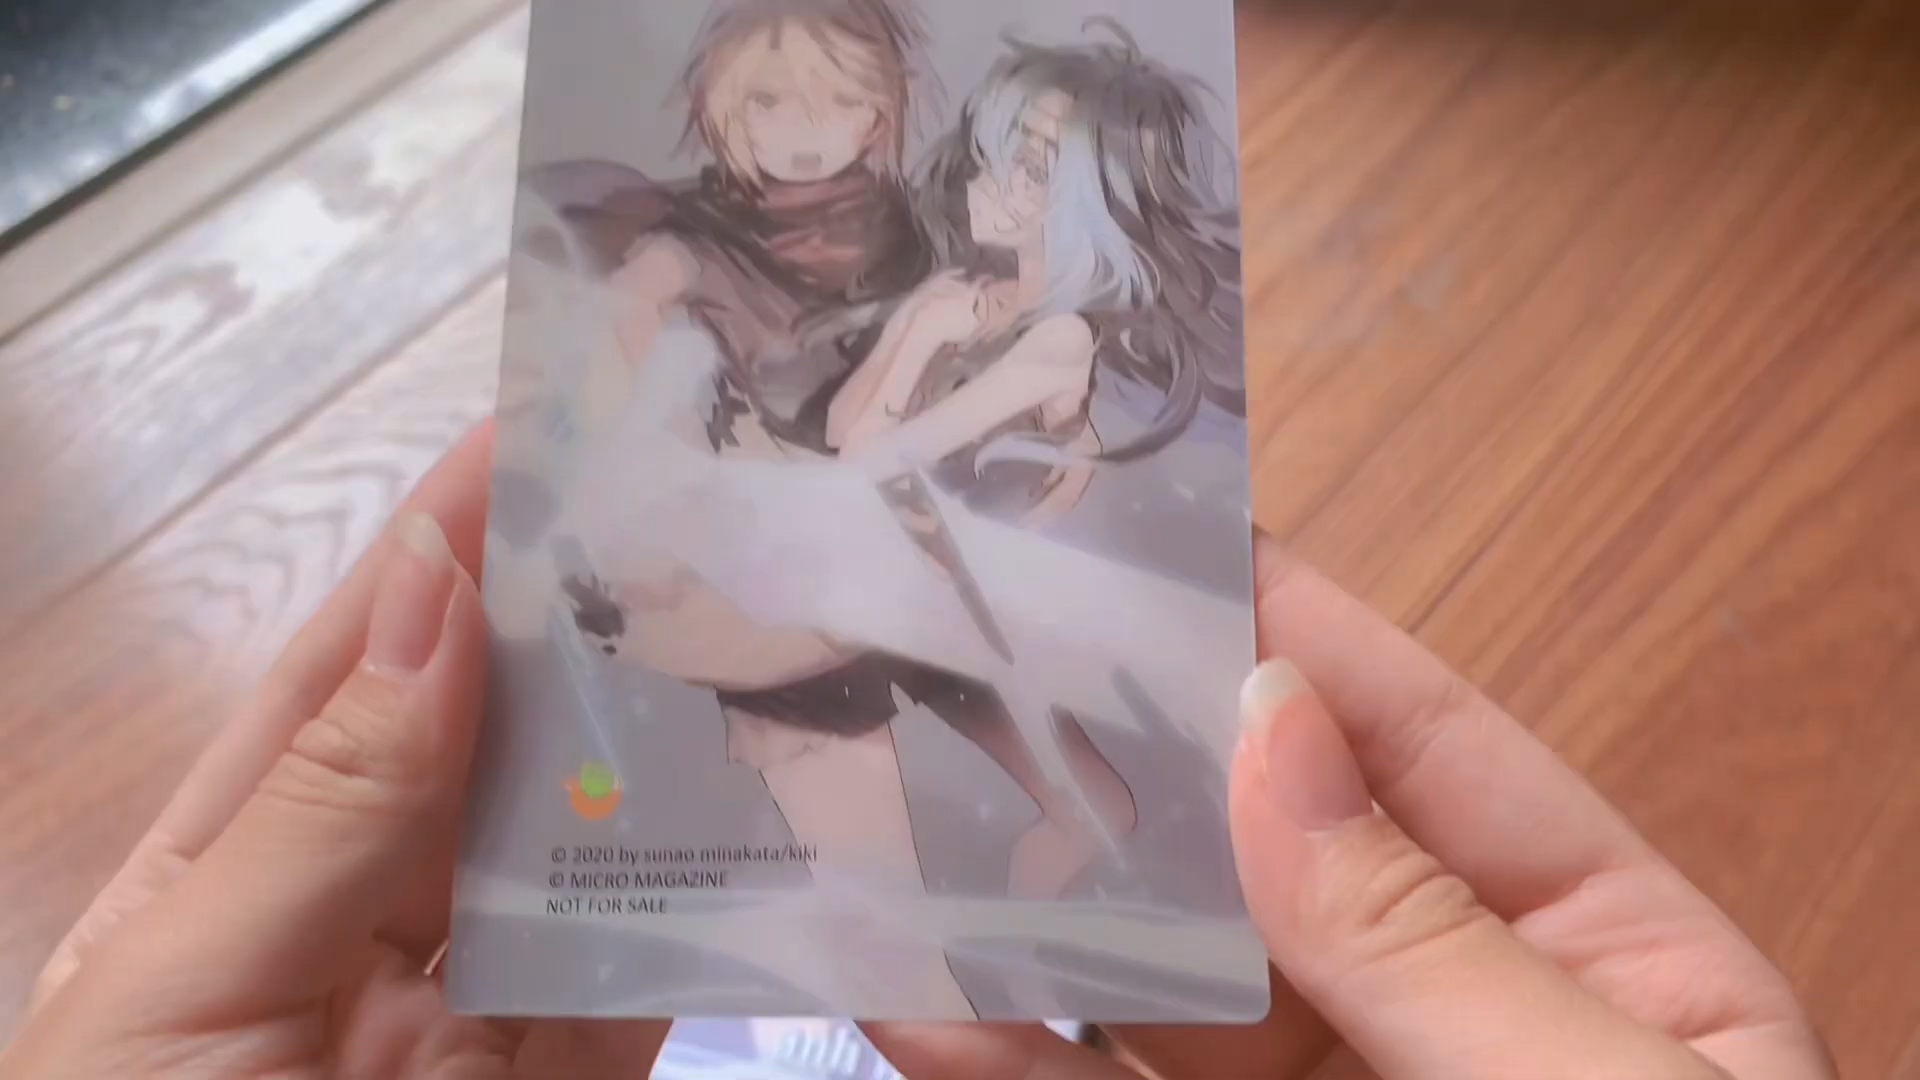 © 2020 by sunao minakata/kiki
© MICRO MAGAZINE
NOT FOR SALE